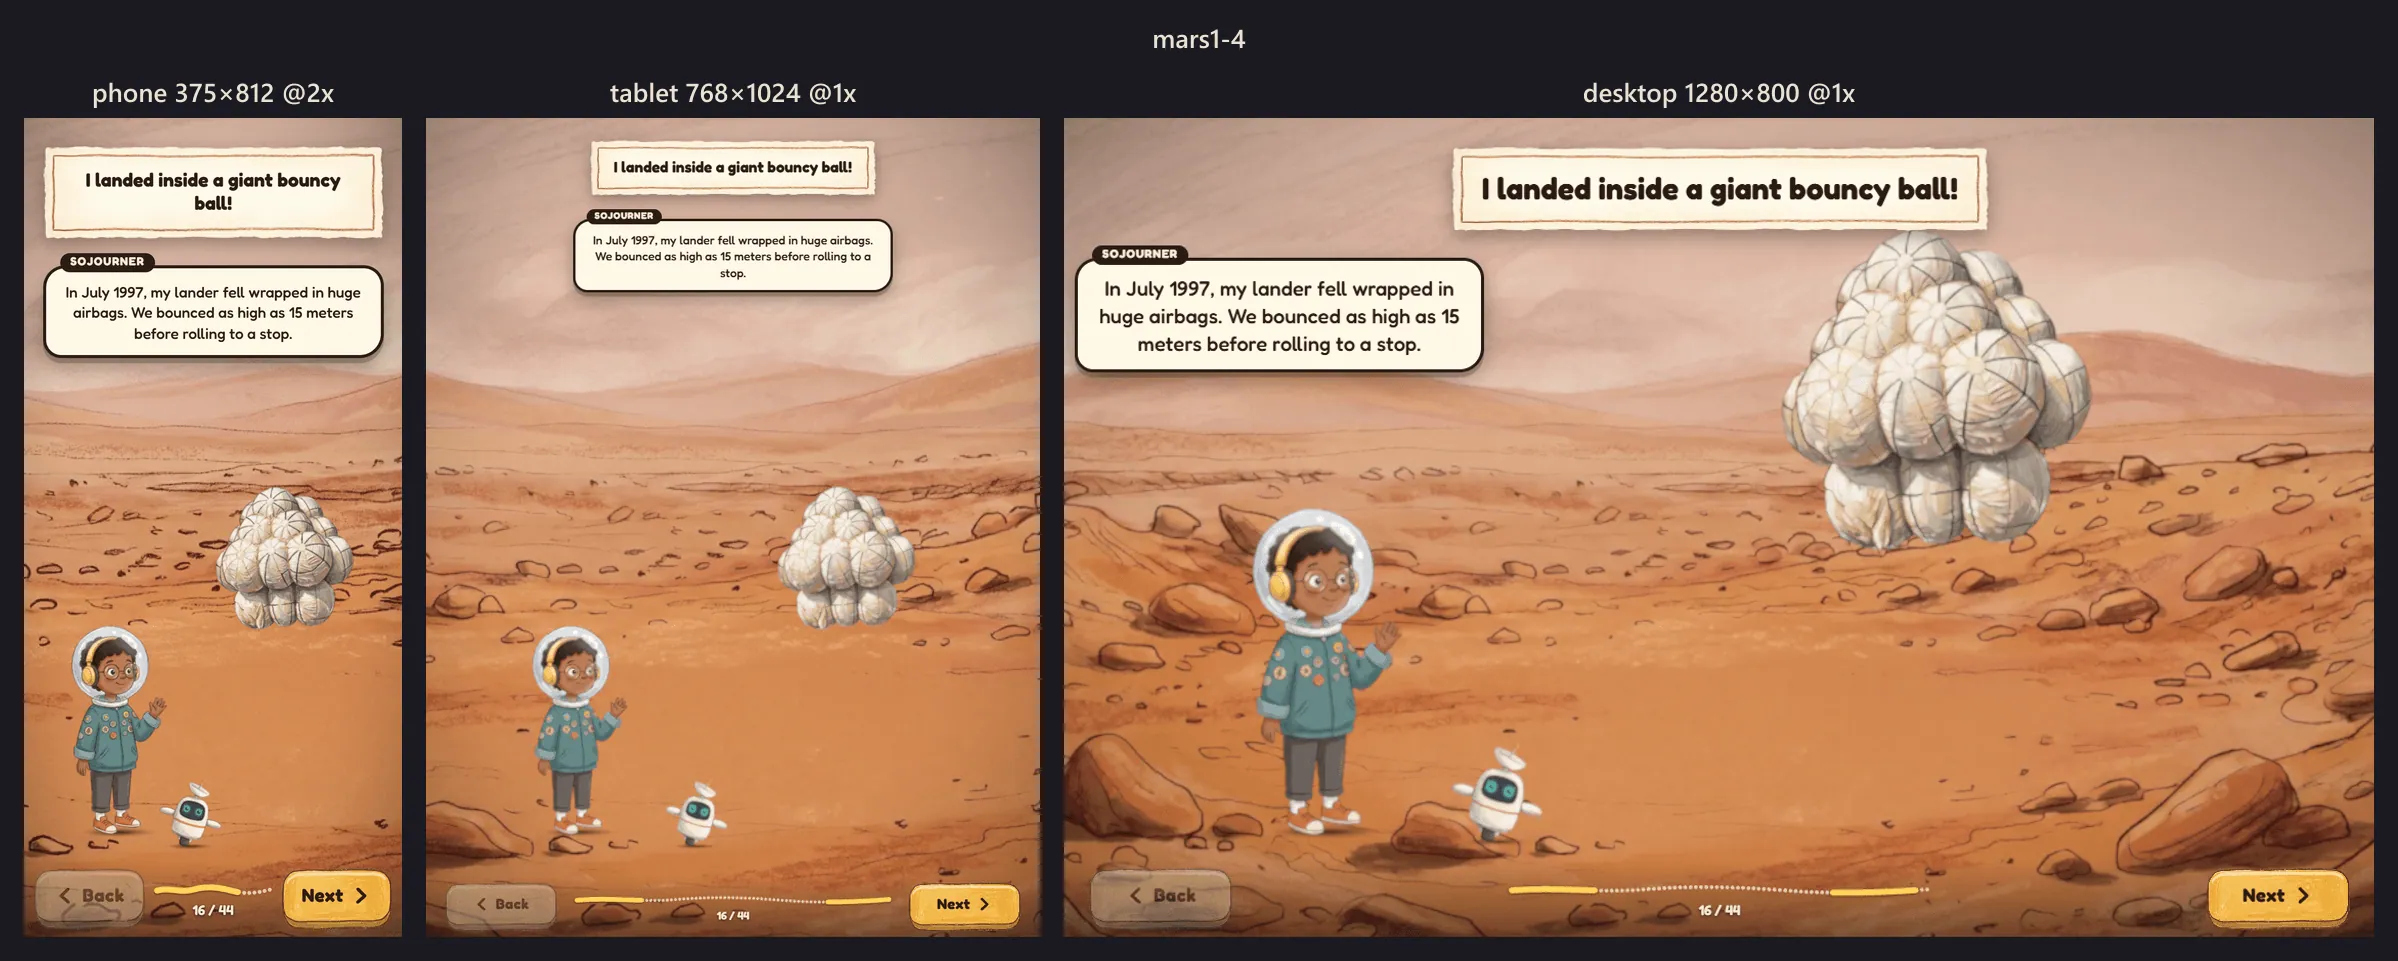 mars1-4
phone 375×812 @2x
I landed inside a giant bouncy
ball!
SOJOURNER
In July 1997, my lander fell wrapped in huge
airbags. We bounced as high as 15 meters
before rolling to a stop.
Back
16 / 44
Next
tablet 768×1024 @1x
I landed inside a giant bouncy ball!
SOJOURNER
In July 1997, my lander fell wrapped in huge airbags.
We bounced as high as 15 meters before rolling to a
stop.
Back
16 / 44
Next
desktop 1280×800 @1x
I landed inside a giant bouncy ball!
SOJOURNER
In July 1997, my lander fell wrapped in
huge airbags. We bounced as high as 15
meters before rolling to a stop.
Back
16 / 44
Next